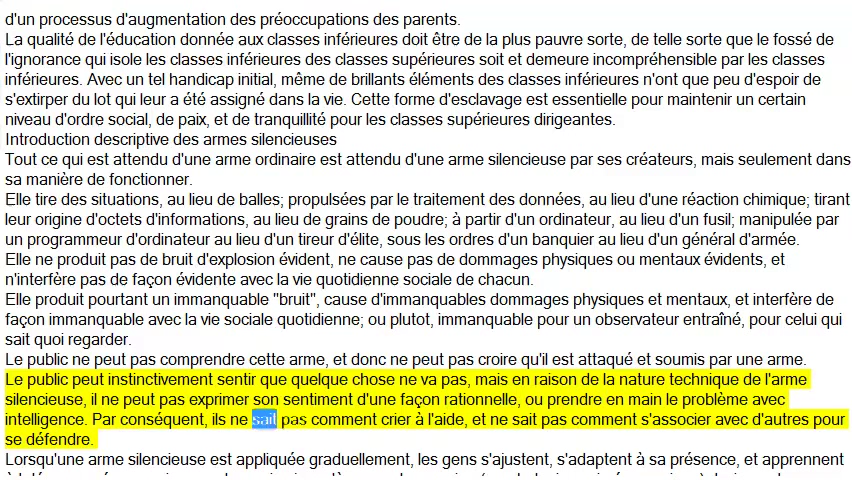 d'un processus d'augmentation des préoccupations des parents.
La qualité de l'éducation donnée aux classes inférieures doit être de la plus pauvre sorte, de telle sorte que le fossé de
l'ignorance qui isole les classes inférieures des classes supérieures soit et demeure incompréhensible par les classes
inférieures. Avec un tel handicap initial, même de brillants éléments des classes inférieures n'ont que peu d'espoir de
s'extirper du lot qui leur a été assigné dans la vie. Cette forme d'esclavage est essentielle pour maintenir un certain
niveau d'ordre social, de paix, et de tranquillité pour les classes supérieures dirigeantes.
Introduction descriptive des armes silencieuses
Tout ce qui est attendu d'une arme ordinaire est attendu d'une arme silencieuse par ses créateurs, mais seulement dans
sa manière de fonctionner.
Elle tire des situations, au lieu de balles; propulsées par le traitement des données, au lieu d'une réaction chimique; tirant
leur origine d'octets d'informations, au lieu de grains de poudre; à partir d'un ordinateur, au lieu d'un fusil; manipulée par
un programmeur d'ordinateur au lieu d'un tireur d'élite, sous les ordres d'un banquier au lieu d'un général d'armée.
Elle ne produit pas de bruit d'explosion évident, ne cause pas de dommages physiques ou mentaux évidents, et
n'interfère pas de façon évidente avec la vie quotidienne sociale de chacun.
Elle produit pourtant un immanquable "bruit", cause d'immanquables dommages physiques et mentaux, et interfère de
façon immanquable avec la vie sociale quotidienne; ou plutot, immanquable pour un observateur entraîné, pour celui qui
sait quoi regarder.
Le public ne peut pas comprendre cette arme, et donc ne peut pas croire qu'il est attaqué et soumis par une arme.
Le public peut instinctivement sentir que quelque chose ne va pas, mais en raison de la nature technique de l'arme
silencieuse, il ne peut pas exprimer son sentiment d'une façon rationnelle, ou prendre en main le problème avec
intelligence. Par conséquent, ils ne sait pas comment crier à l'aide, et ne sait pas comment s'associer avec d'autres pour
se défendre.
Lorsqu'une arme silencieuse est appliquée graduellement, les gens s'ajustent, s'adaptent à sa présence, et apprennent